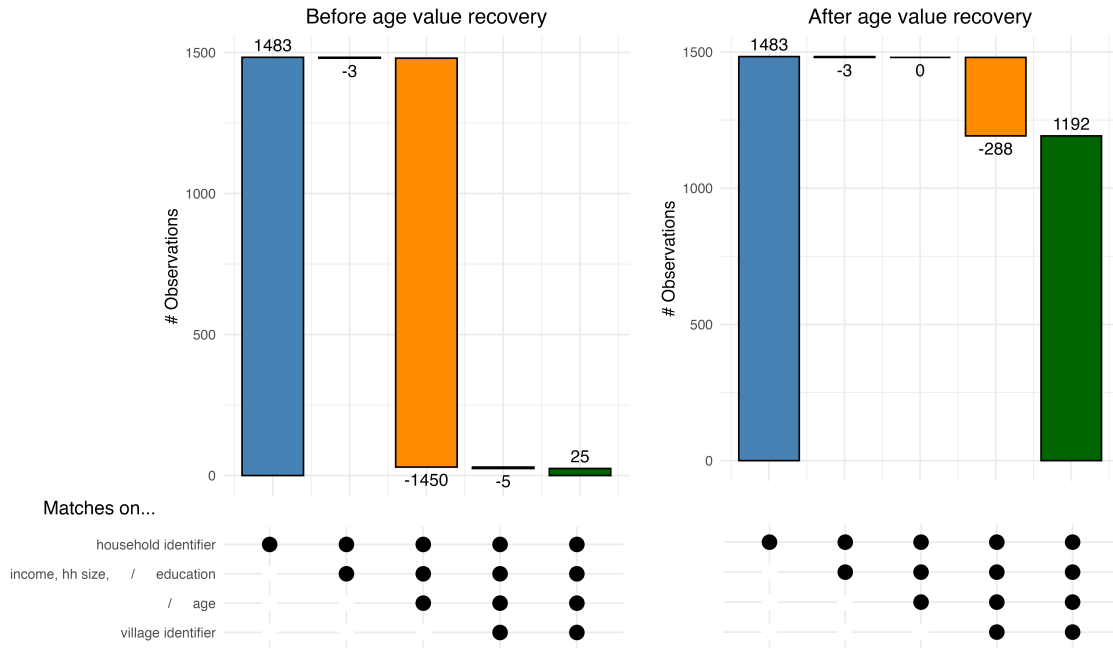 Before age value recovery
1483
1500
-3
1000
# Observations
500
25
0
-1450
-5
After age value recovery
1483
1500
-3
0
1192
-288
1000
# Observations
500
0
Matches on...
household identifier
income, hh size, / education
/ age
village identifier